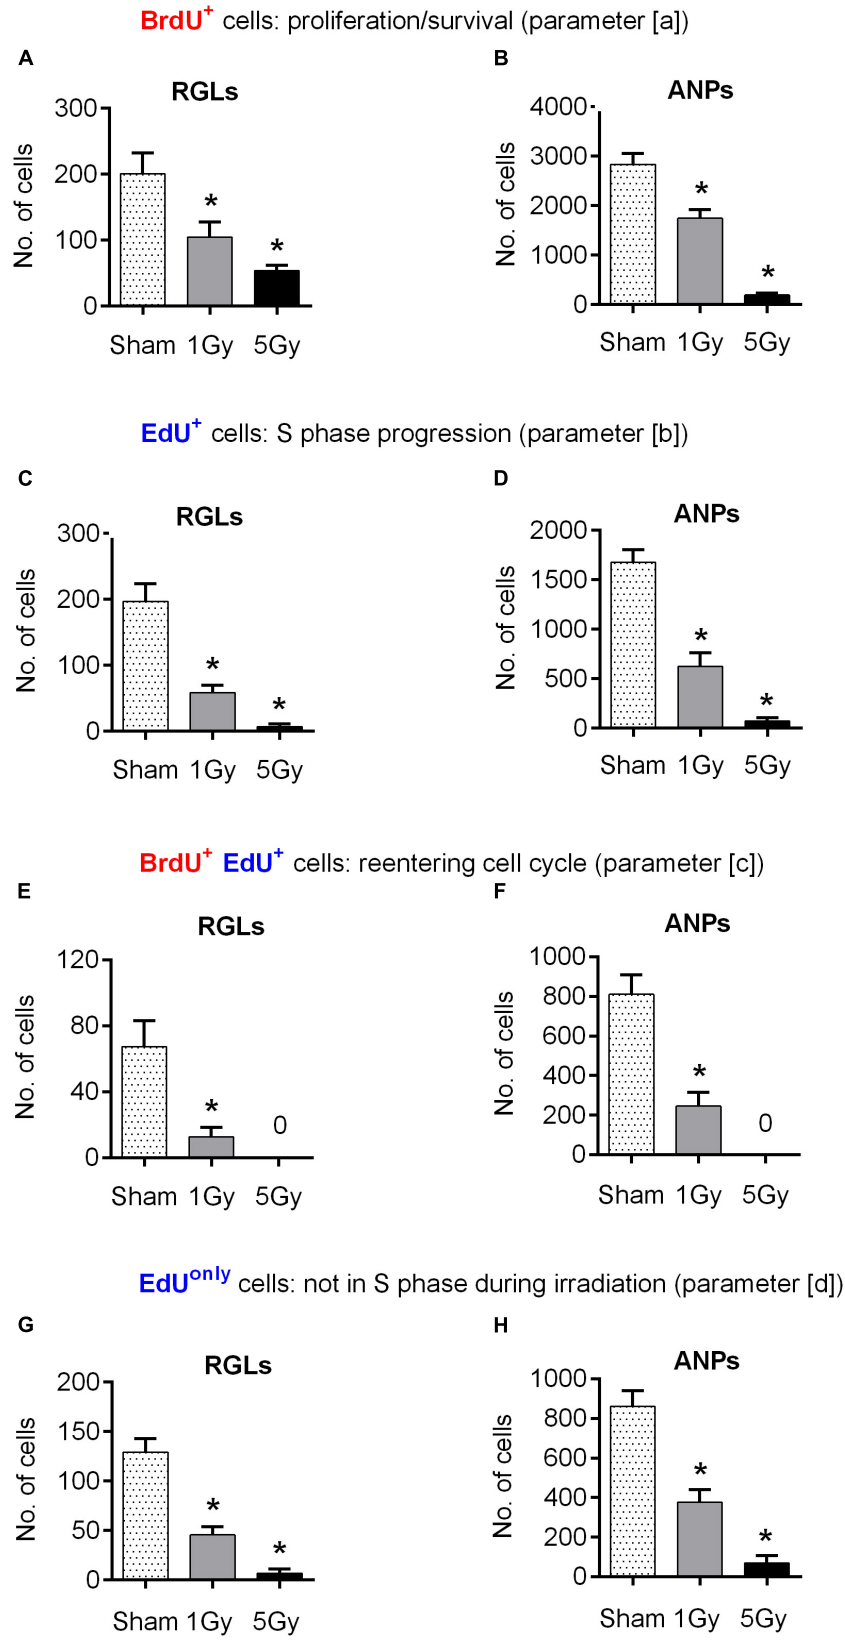 BrdU+ cells: proliferation/survival (parameter [a])
A
B
RGLs
ANPs
No. of cells
300
200
100
0
Sham 1Gy 5Gy
No. of cells
4000
3000
2000
1000
0
Sham 1Gy 5Gy
* *
* *
EdU+ cells: S phase progression (parameter [b])
C
D
RGLs
ANPs
No. of cells
300
200
100
0
Sham 1Gy 5Gy
No. of cells
2000
1500
1000
500
0
Sham 1Gy 5Gy
* *
* *
BrdU+ EdU+ cells: reentering cell cycle (parameter [c])
E
F
RGLs
ANPs
No. of cells
120
80
40
0
* 0
Sham 1Gy 5Gy
No. of cells
1000
800
600
400
200
0
* 0
Sham 1Gy 5Gy
EdUonly cells: not in S phase during irradiation (parameter [d])
G
H
RGLs
ANPs
No. of cells
200
150
100
50
0
* *
Sham 1Gy 5Gy
No. of cells
1000
800
600
400
200
0
* *
Sham 1Gy 5Gy